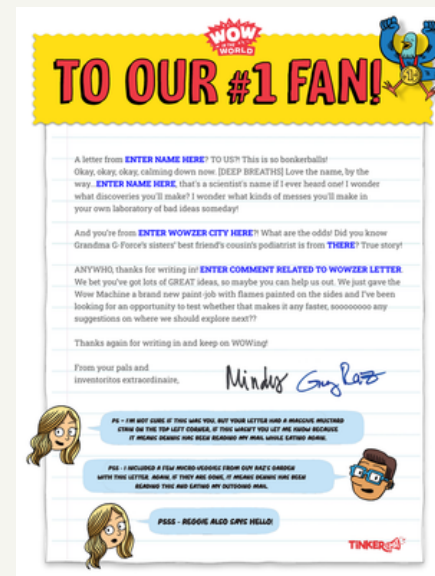 WOW
IN THE
WORLD
TO OUR #1 FAN!
#1
A letter from ENTER NAME HERE? TO US?! This is so bonkerballs!
Okay, okay, okay, calming down now. [DEEP BREATHS] Love the name, by the
way...ENTER NAME HERE, that's a scientist's name if I ever heard one! I wonder
what discoveries you'll make? I wonder what kinds of messes you'll make in
your own laboratory of bad ideas someday!
And you're from ENTER WOWZER CITY HERE?! What are the odds! Did you know
Grandma G-Force's sisters' best friend's cousin's podiatrist is from THERE? True story!
ANYWHO, thanks for writing in! ENTER COMMENT RELATED TO WOWZER LETTER.
We bet you've got lots of GREAT ideas, so maybe you can help us out. We just gave the
Wow Machine a brand new paint-job with flames painted on the sides and I've been
looking for an opportunity to test whether that makes it any faster, sooooooooo any
suggestions on where we should explore next??
Thanks again for writing in and keep on WOWing!
From your pals and
inventoritos extraordinaire,
Mindy Guy Raz
PS - I'M NOT SURE IF THIS WAS YOU, BUT YOUR LETTER HAD A MASSIVE MUSTARD
STAIN ON THE TOP LEFT CORNER, IF THIS WASN'T YOU LET ME KNOW BECAUSE
IT MEANS DENNIS HAS BEEN READING MY MAIL WHILE EATING AGAIN.
PSS - I INCLUDED A FEW MICRO-VEGGIES FROM GUY RAZ'S GARDEN
WITH THIS LETTER. AGAIN, IF THEY ARE GONE, IT MEANS DENNIS HAS BEEN
READING THIS AND EATING MY OUTGOING MAIL.
PSSS - REGGIE ALSO SAYS HELLO!
TINKERCAST